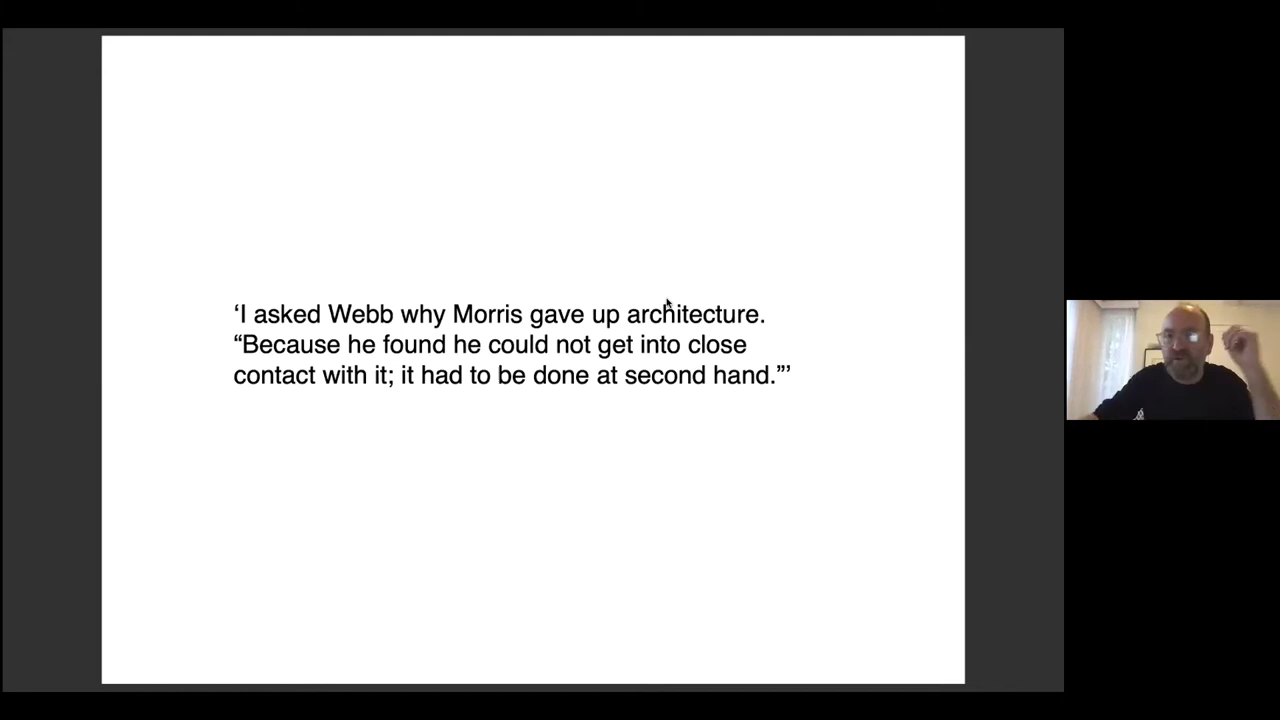 ‘I asked Webb why Morris gave up architecture.
“Because he found he could not get into close
contact with it; it had to be done at second hand.”’